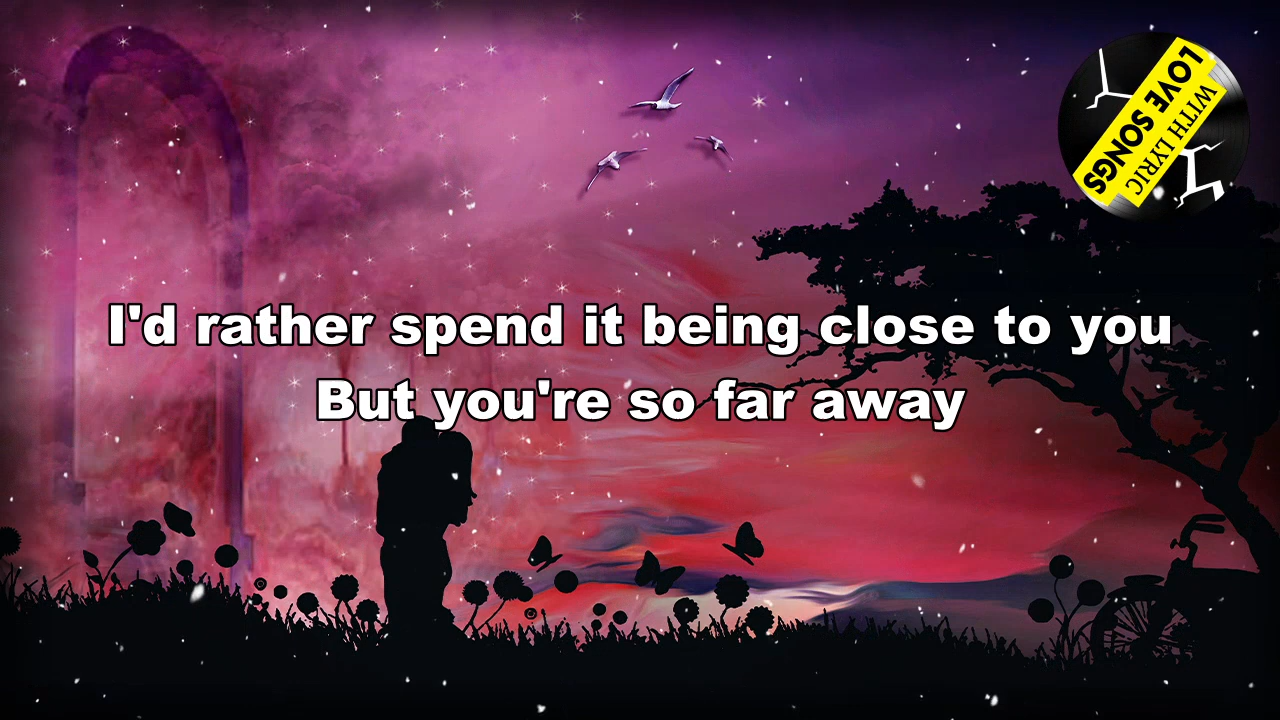 I'd rather spend it being close to you
But you're so far away
LOVE SONGS
WITH LYRIC